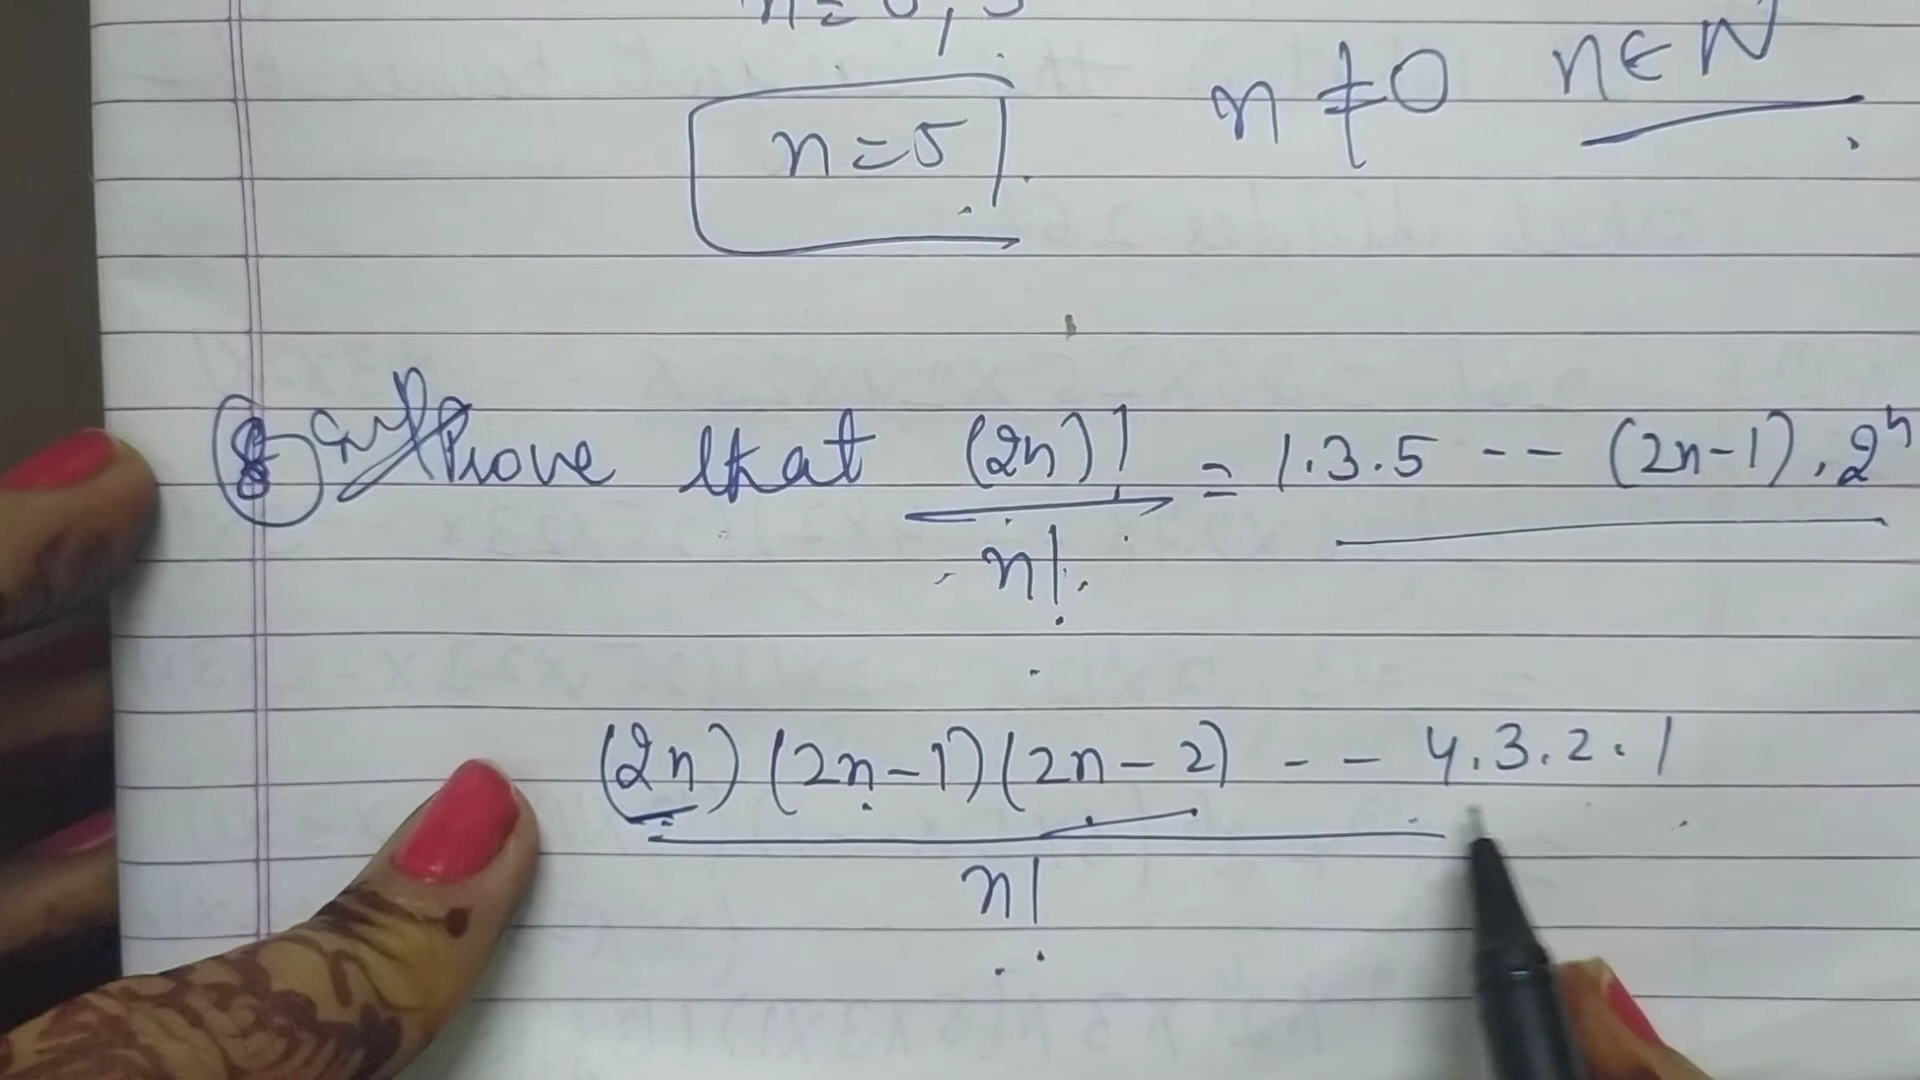 n≠0 n∈N
n=5
8 Prove that (2n)! / n! = 1.3.5 -- (2n-1).2^n
(2n)(2n-1)(2n-2) -- 4.3.2.1
n!